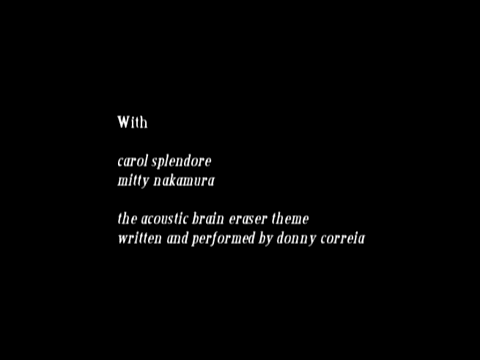 With
carol splendore
mitty nakamura
the acoustic brain eraser theme
written and performed by donny correia